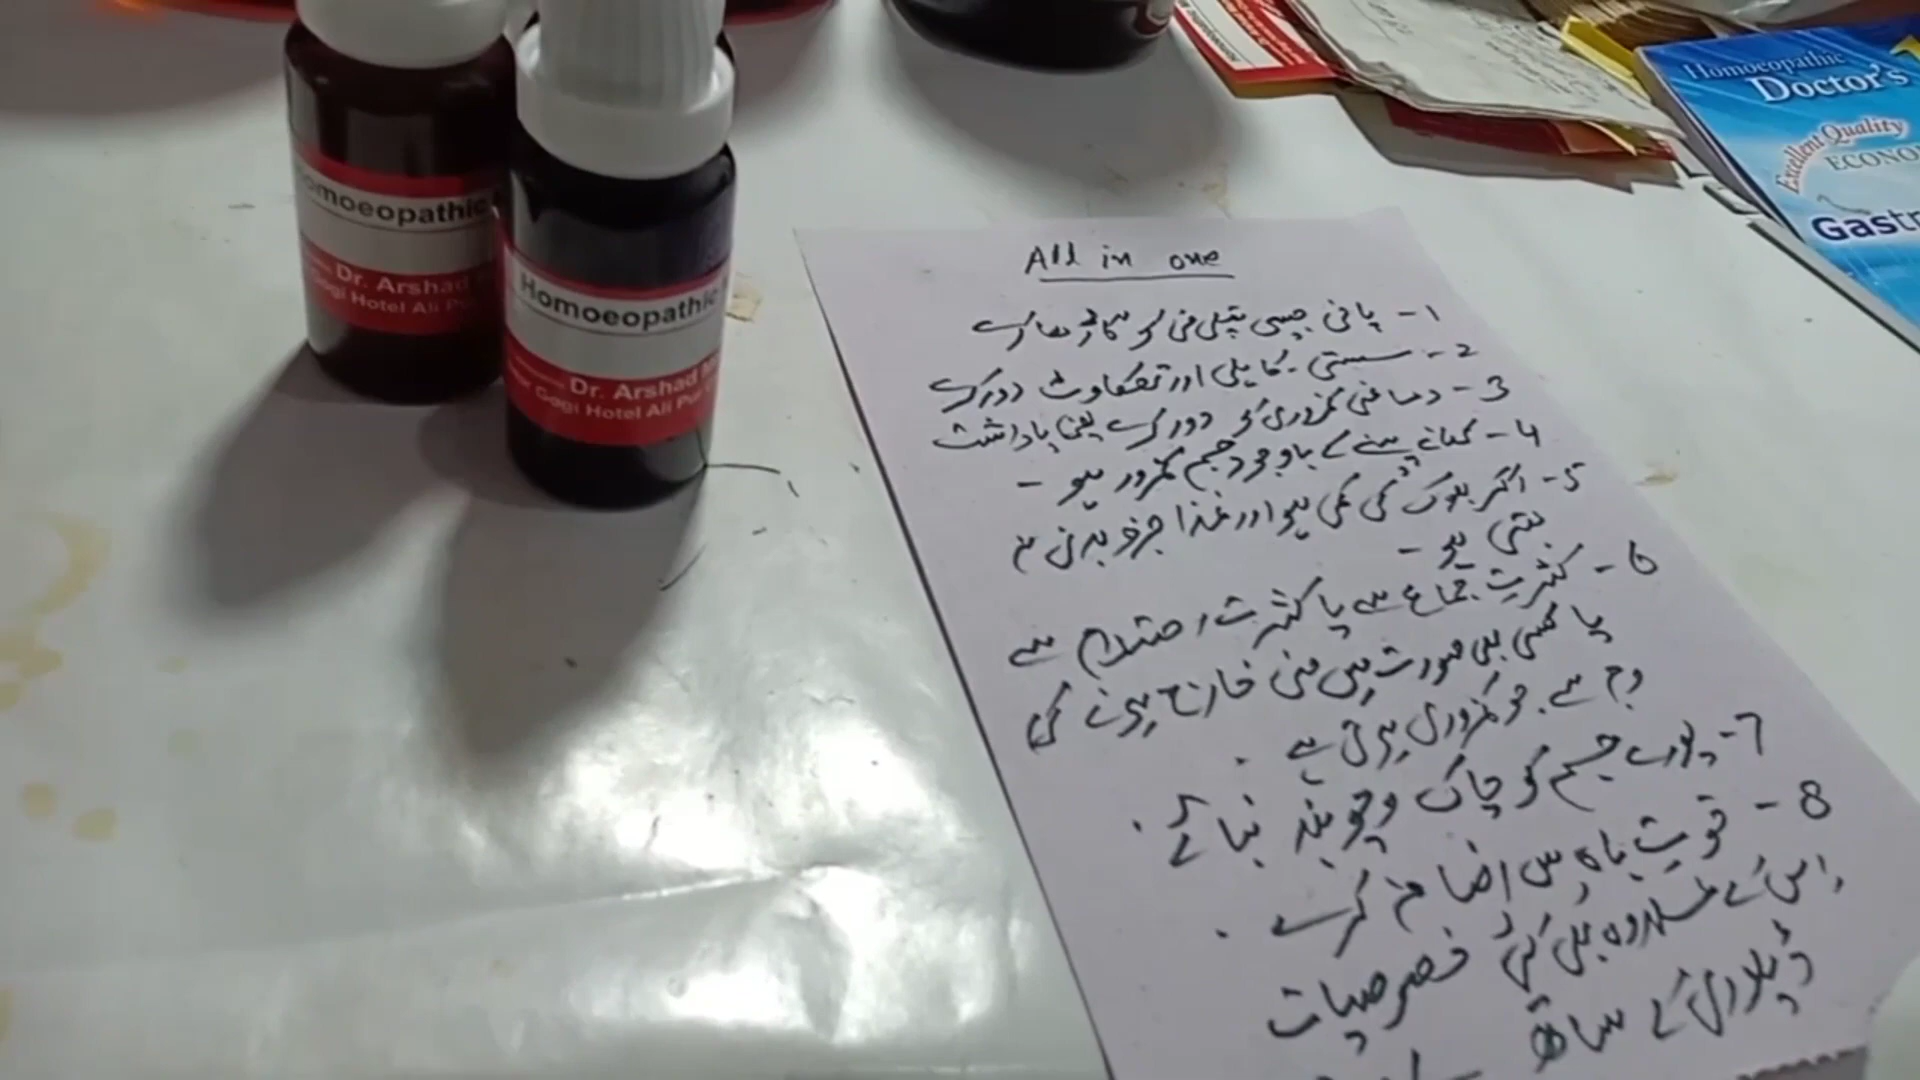 Homoeopathic
Dr. Arshad
Gogi Hotel Ali Pur
Homoeopathic
Dr. Arshad
Gogi Hotel Ali Pur
Homoeopathic
Doctor's
Excellent Quality
All in one
1- پانی جیسی پتلی منی کو گاڑھا کرے
2- سستی، کاہلی اور تھکاوٹ دور کرے
3- دماغی کمزوری کو دور کرے یعنی یاداشت
4- کھانے پینے کے باوجود جسم کمزور ہو -
5- اگر بھوک کی کمی ہو اور غذا جزو بدن نہ
بنتی ہو -
6- کثرت جماع سے یا کثرت احتلام سے
یا کسی بھی صورت میں منی خارج ہونے کی
وجہ سے جو کمزوری ہوتی ہے .
7- پورے جسم کو چاک و چوبند بنائے .
8- قوت باہ میں اضافہ کرے .
اس کے علاوہ بھی کئی خصوصیات
کے ساتھ